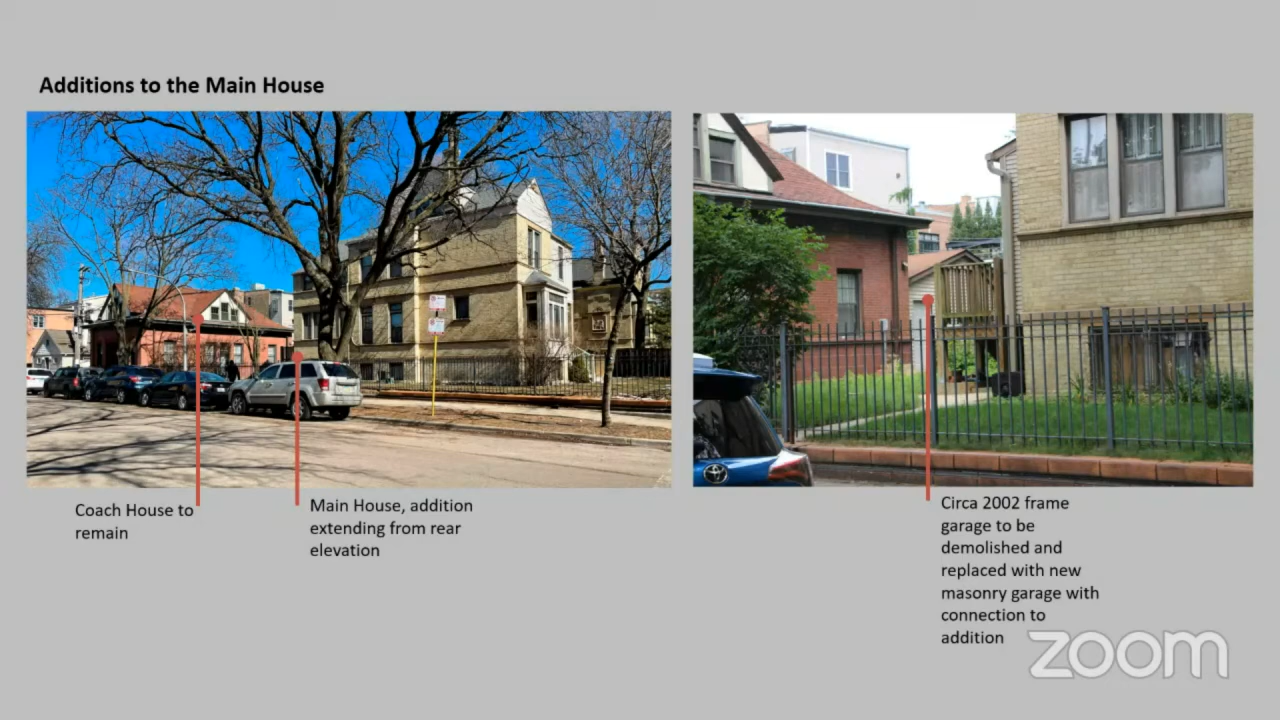 Additions to the Main House
Coach House to
remain
Main House, addition
extending from rear
elevation
Circa 2002 frame
garage to be
demolished and
replaced with new
masonry garage with
connection to
addition
zoom